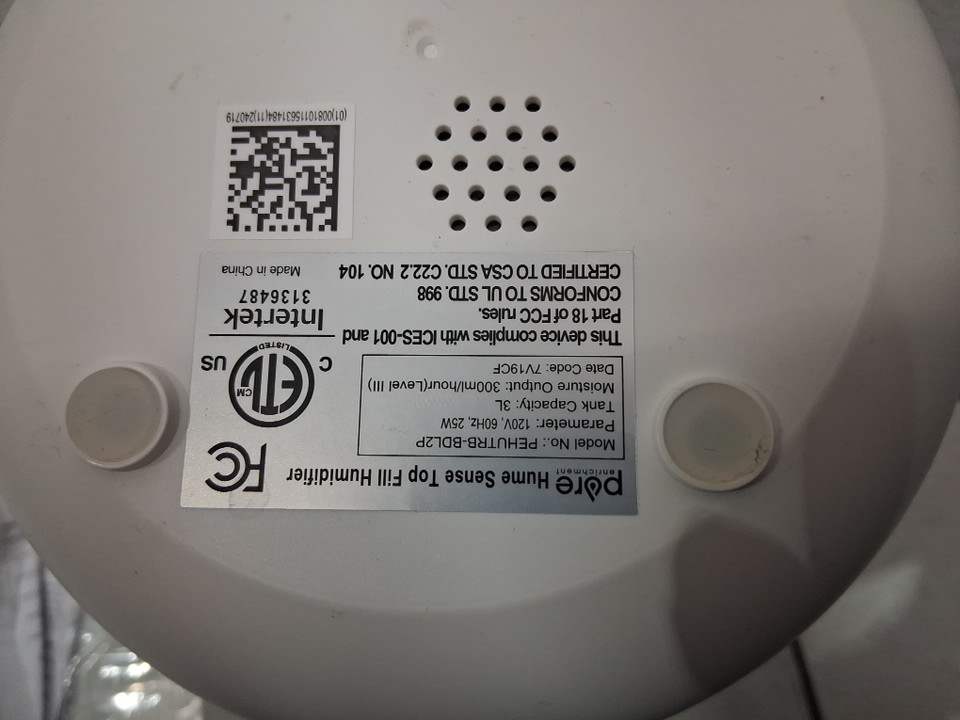 pure enrichment Hume Sense Top Fill Humidifier
Model No.: PEHUTRB-BDL2P
Parameter: 120V, 60Hz, 25W
Tank Capacity: 3L
Moisture Output: 300ml/hour(Level III)
Date Code: 7V19CF
FC
CM
ETL
LISTED
C US
Intertek
3136487
This device complies with ICES-001 and
Part 18 of FCC rules.
CONFORMS TO UL STD. 998
CERTIFIED TO CSA STD. C22.2 NO. 104
Made in China
(01)00810115631484(11)240719